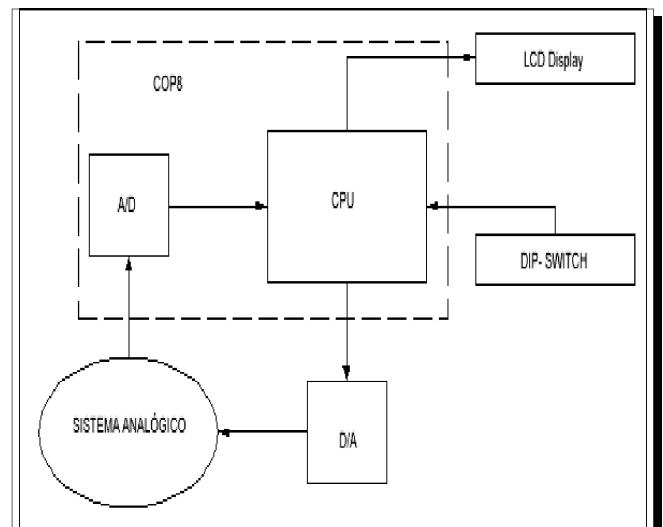 LCD Display
COP8
A/D
CPU
DIP- SWITCH
SISTEMA ANALÓGICO
D/A